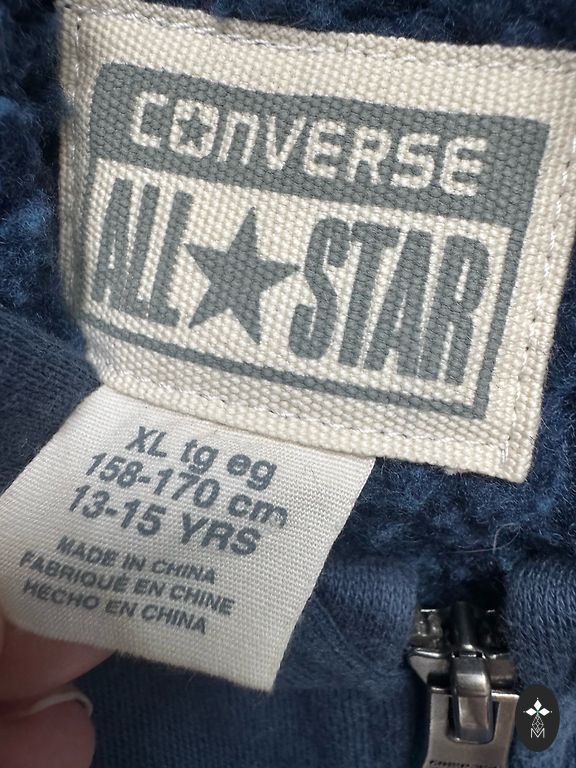 CONVERSE
ALL STAR
XL tg eg
158-170 cm
13-15 YRS
MADE IN CHINA
FABRIQUÉ EN CHINE
HECHO EN CHINA
M